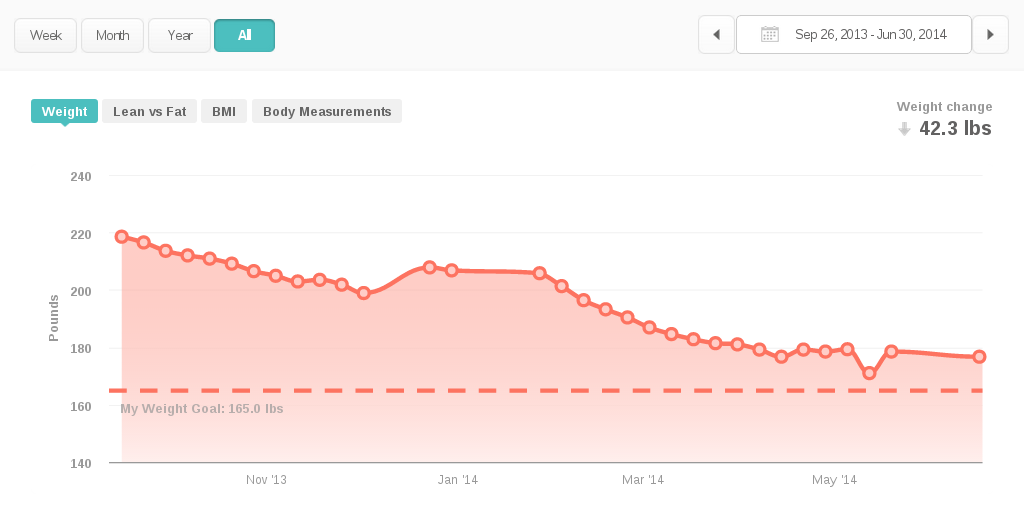 Week Month Year All Sep 26, 2013 - Jun 30, 2014
Weight Lean vs Fat BMI Body Measurements
Weight change
42.3 lbs
240
220
200
180
160
140
Pounds
My Weight Goal: 165.0 lbs
Nov '13 Jan '14 Mar '14 May '14